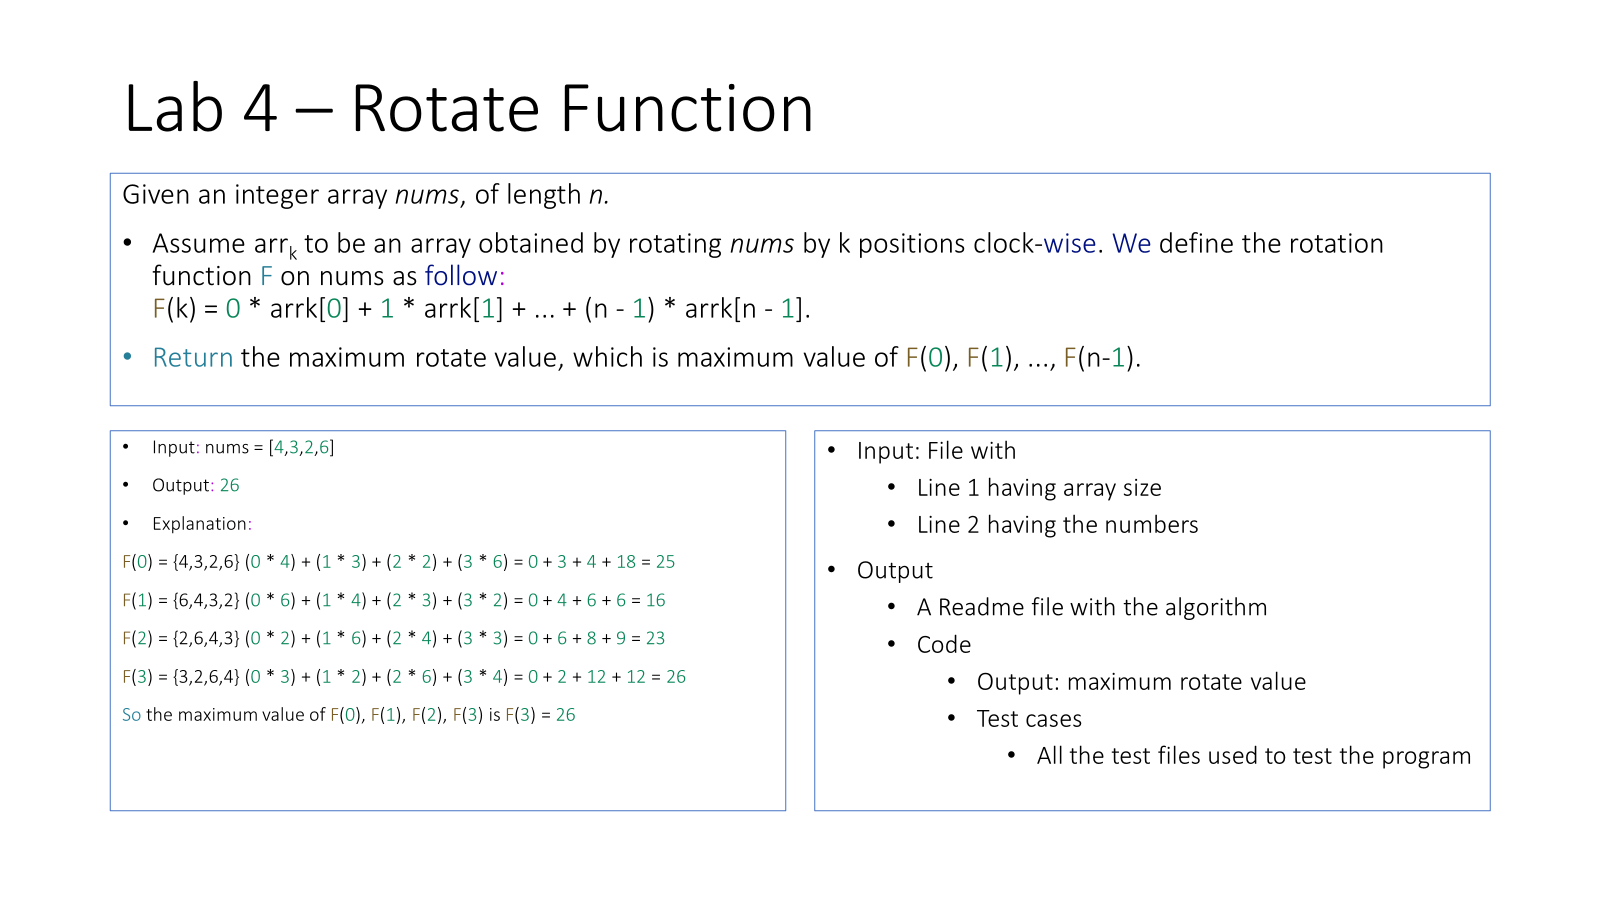 Lab 4 – Rotate Function
Given an integer array nums, of length n.
• Assume arrk to be an array obtained by rotating nums by k positions clock-wise. We define the rotation
function F on nums as follow:
F(k) = 0 * arrk[0] + 1 * arrk[1] + ... + (n - 1) * arrk[n - 1].
• Return the maximum rotate value, which is maximum value of F(0), F(1), ..., F(n-1).
• Input: nums = [4,3,2,6]
• Output: 26
• Explanation:
F(0) = {4,3,2,6} (0 * 4) + (1 * 3) + (2 * 2) + (3 * 6) = 0 + 3 + 4 + 18 = 25
F(1) = {6,4,3,2} (0 * 6) + (1 * 4) + (2 * 3) + (3 * 2) = 0 + 4 + 6 + 6 = 16
F(2) = {2,6,4,3} (0 * 2) + (1 * 6) + (2 * 4) + (3 * 3) = 0 + 6 + 8 + 9 = 23
F(3) = {3,2,6,4} (0 * 3) + (1 * 2) + (2 * 6) + (3 * 4) = 0 + 2 + 12 + 12 = 26
So the maximum value of F(0), F(1), F(2), F(3) is F(3) = 26
• Input: File with
• Line 1 having array size
• Line 2 having the numbers
• Output
• A Readme file with the algorithm
• Code
• Output: maximum rotate value
• Test cases
• All the test files used to test the program